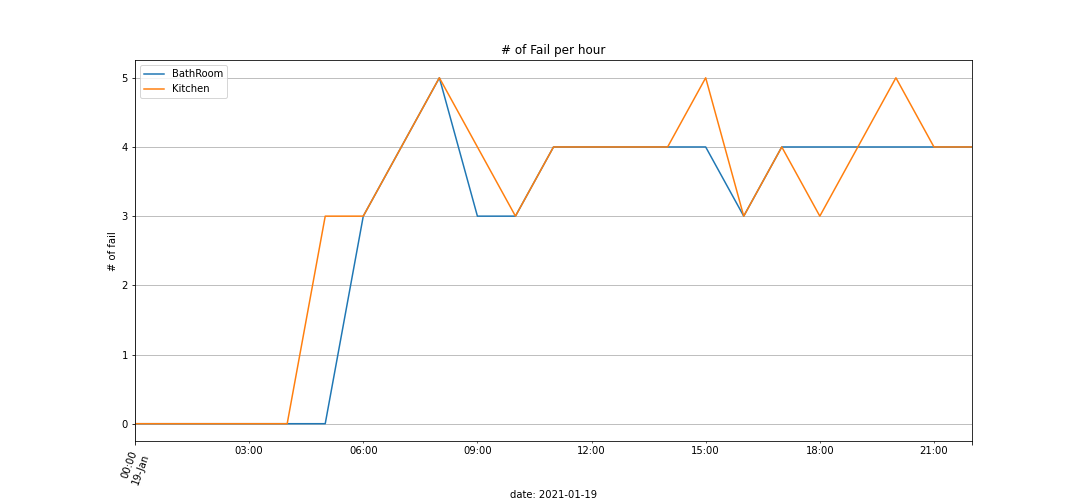 # of Fail per hour
BathRoom
Kitchen
# of fail
5
4
3
2
1
0
00:00
19-Jan
03:00
06:00
09:00
12:00
15:00
18:00
21:00
date: 2021-01-19